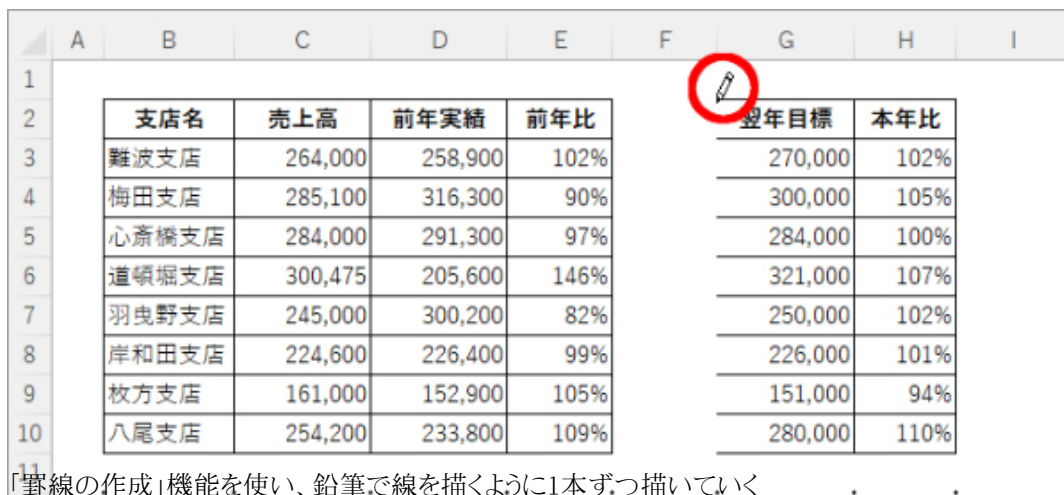 A B C D E F G H I
1
2 支店名 売上高 前年実績 前年比 翌年目標 本年比
3 難波支店 264,000 258,900 102% 270,000 102%
4 梅田支店 285,100 316,300 90% 300,000 105%
5 心斎橋支店 284,000 291,300 97% 284,000 100%
6 道頓堀支店 300,475 205,600 146% 321,000 107%
7 羽曳野支店 245,000 300,200 82% 250,000 102%
8 岸和田支店 224,600 226,400 99% 226,000 101%
9 枚方支店 161,000 152,900 105% 151,000 94%
10 八尾支店 254,200 233,800 109% 280,000 110%
11
「罫線の作成」機能を使い、鉛筆で線を描くように1本ずつ描いていく